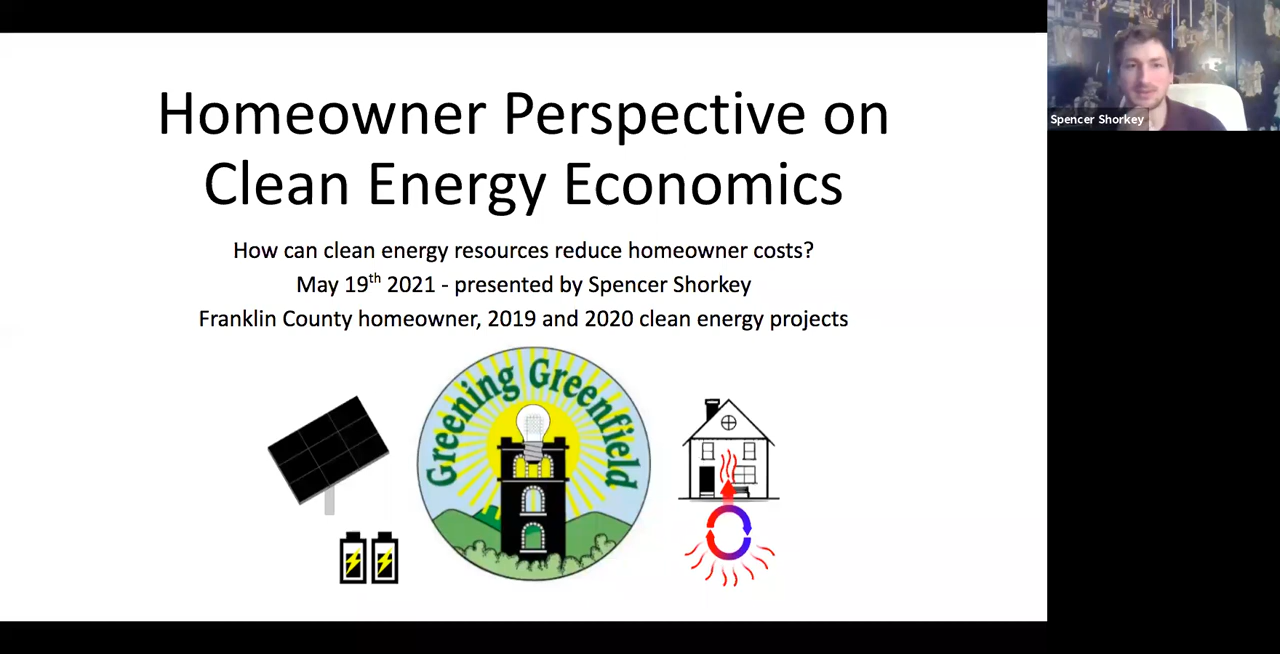 Homeowner Perspective on
Clean Energy Economics
How can clean energy resources reduce homeowner costs?
May 19th 2021 - presented by Spencer Shorkey
Franklin County homeowner, 2019 and 2020 clean energy projects
Greening Greenfield
Spencer Shorkey